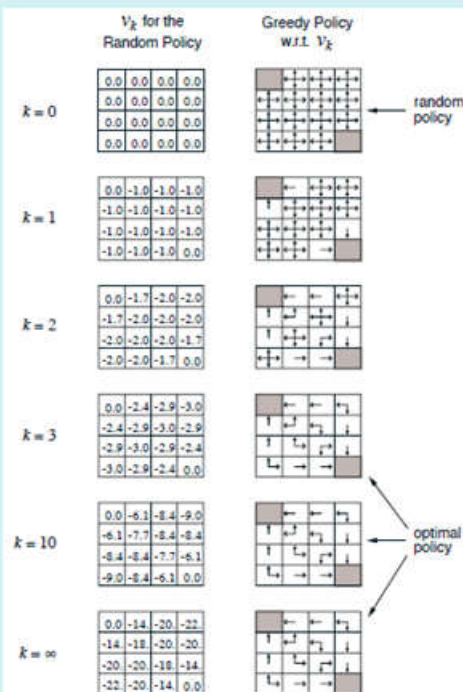 v_k for the Random Policy
Greedy Policy w.r.t. v_k
k = 0
0.0 0.0 0.0 0.0
0.0 0.0 0.0 0.0
0.0 0.0 0.0 0.0
0.0 0.0 0.0 0.0
random policy
k = 1
0.0 -1.0 -1.0 -1.0
-1.0 -1.0 -1.0 -1.0
-1.0 -1.0 -1.0 -1.0
-1.0 -1.0 -1.0 0.0
k = 2
0.0 -1.7 -2.0 -2.0
-1.7 -2.0 -2.0 -2.0
-2.0 -2.0 -2.0 -1.7
-2.0 -2.0 -1.7 0.0
k = 3
0.0 -2.4 -2.9 -3.0
-2.4 -2.9 -3.0 -2.9
-2.9 -3.0 -2.9 -2.4
-3.0 -2.9 -2.4 0.0
k = 10
0.0 -6.1 -8.4 -9.0
-6.1 -7.7 -8.4 -8.4
-8.4 -8.4 -7.7 -6.1
-9.0 -8.4 -6.1 0.0
optimal policy
k = ∞
0.0 -14. -20. -22.
-14. -18. -20. -20.
-20. -20. -18. -14.
-22. -20. -14. 0.0